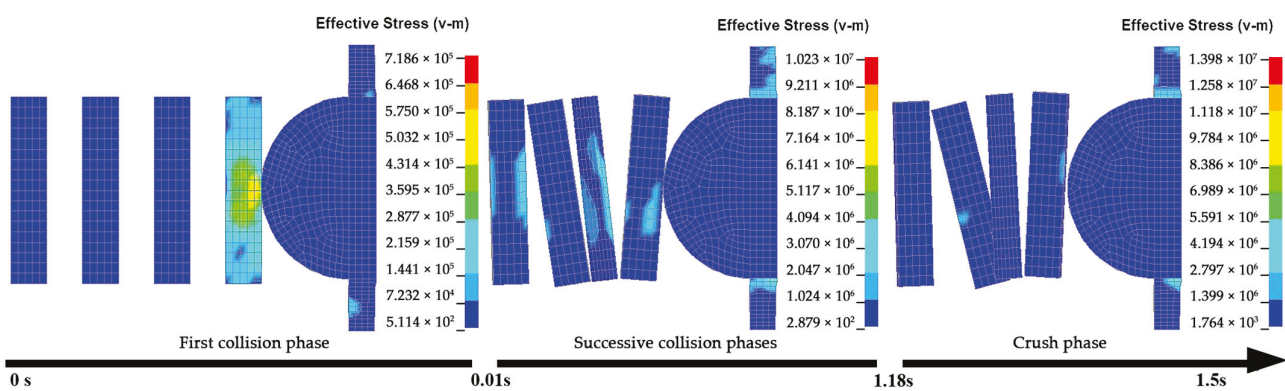 Effective Stress (v-m)
7.186 × 10⁵
6.468 × 10⁵
5.750 × 10⁵
5.032 × 10⁵
4.314 × 10⁵
3.595 × 10⁵
2.877 × 10⁵
2.159 × 10⁵
1.441 × 10⁵
7.232 × 10⁴
5.114 × 10²
Effective Stress (v-m)
1.023 × 10⁷
9.211 × 10⁶
8.187 × 10⁶
7.164 × 10⁶
6.141 × 10⁶
5.117 × 10⁶
4.094 × 10⁶
3.070 × 10⁶
2.047 × 10⁶
1.024 × 10⁶
2.879 × 10²
Effective Stress (v-m)
1.398 × 10⁷
1.258 × 10⁷
1.118 × 10⁷
9.784 × 10⁶
8.386 × 10⁶
6.989 × 10⁶
5.591 × 10⁶
4.194 × 10⁶
2.797 × 10⁶
1.399 × 10⁶
1.764 × 10³
First collision phase
Successive collision phases
Crush phase
0 s
0.01s
1.18s
1.5s